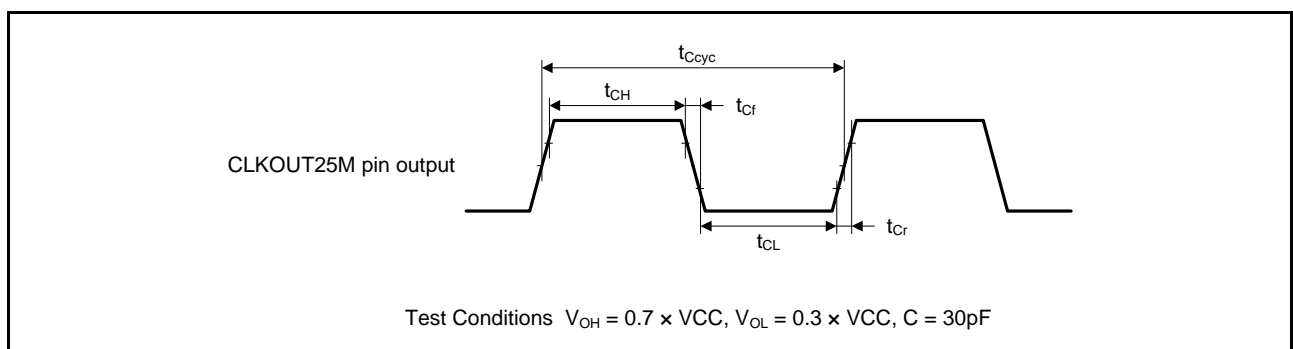 tCcyc
tCH
tCf
CLKOUT25M pin output
tCL
tCr
Test Conditions VOH = 0.7 × VCC, VOL = 0.3 × VCC, C = 30pF